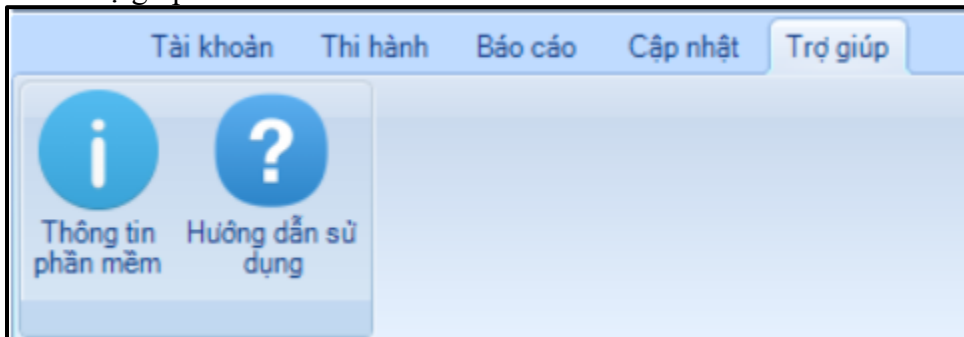 Tài khoản Thi hành Báo cáo Cập nhật Trợ giúp
Thông tin phần mềm
Hướng dẫn sử dụng